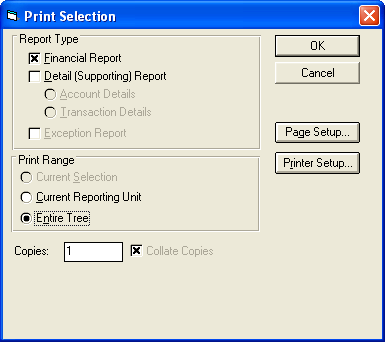 Print Selection
Report Type
Financial Report
Detail (Supporting) Report
Account Details
Transaction Details
Exception Report
Print Range
Current Selection
Current Reporting Unit
Entire Tree
Copies: 1 Collate Copies
OK
Cancel
Page Setup...
Printer Setup...